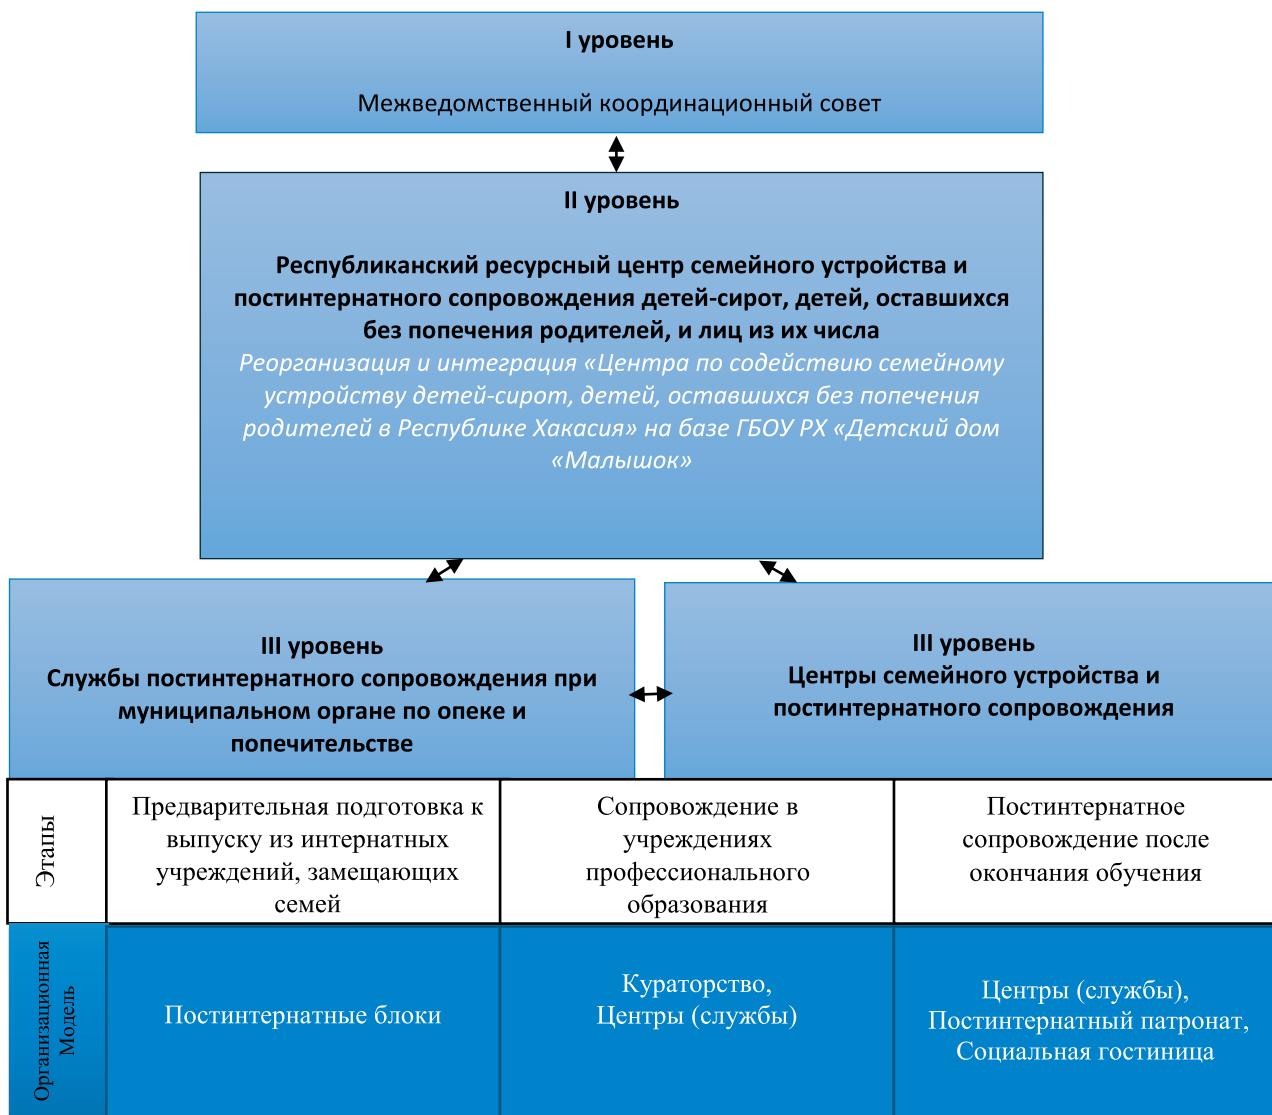 I уровень
Межведомственный координационный совет
II уровень
Республиканский ресурсный центр семейного устройства и
постинтернатного сопровождения детей-сирот, детей, оставшихся
без попечения родителей, и лиц из их числа
Реорганизация и интеграция «Центра по содействию семейному
устройству детей-сирот, детей, оставшихся без попечения
родителей в Республике Хакасия» на базе ГБОУ РХ «Детский дом
«Малышок»
III уровень
Службы постинтернатного сопровождения при
муниципальном органе по опеке и
попечительстве
III уровень
Центры семейного устройства и
постинтернатного сопровождения
Этапы
Предварительная подготовка к
выпуску из интернатных
учреждений, замещающих
семей
Сопровождение в
учреждениях
профессионального
образования
Постинтернатное
сопровождение после
окончания обучения
Организационная
Модель
Постинтернатные блоки
Кураторство,
Центры (службы)
Центры (службы),
Постинтернатный патронат,
Социальная гостиница